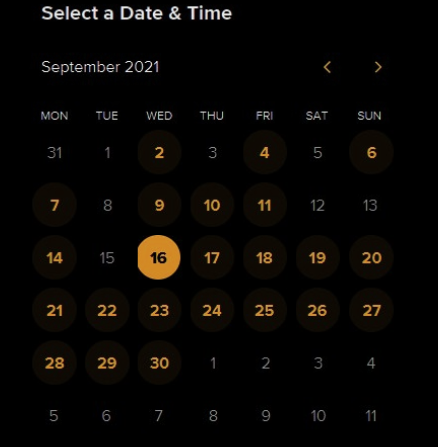 Select a Date & Time
September 2021
MON TUE WED THU FRI SAT SUN
31 1 2 3 4 5 6
7 8 9 10 11 12 13
14 15 16 17 18 19 20
21 22 23 24 25 26 27
28 29 30 1 2 3 4
5 6 7 8 9 10 11